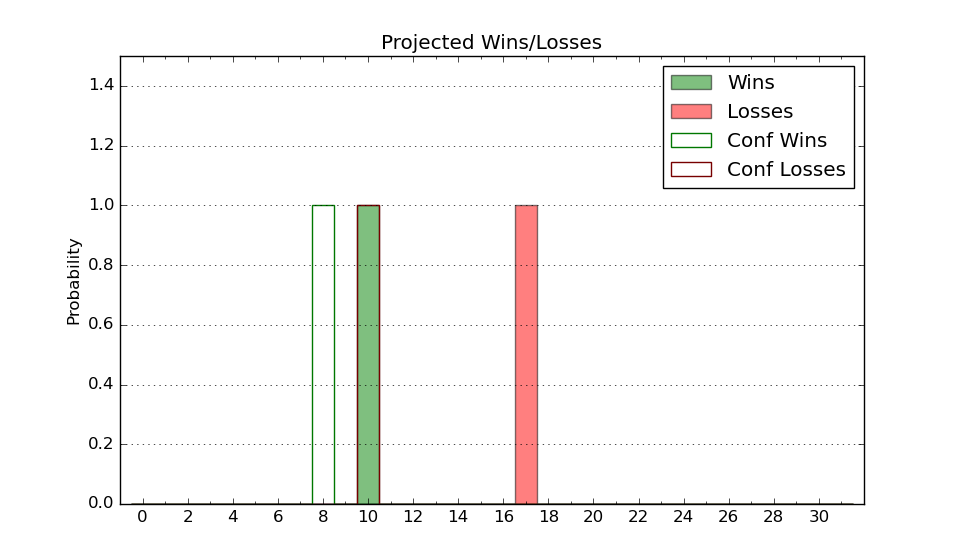 Projected Wins/Losses
1.4
1.2
1.0
0.8
0.6
0.4
0.2
0.0
Probability
Wins
Losses
Conf Wins
Conf Losses
0 2 4 6 8 10 12 14 16 18 20 22 24 26 28 30